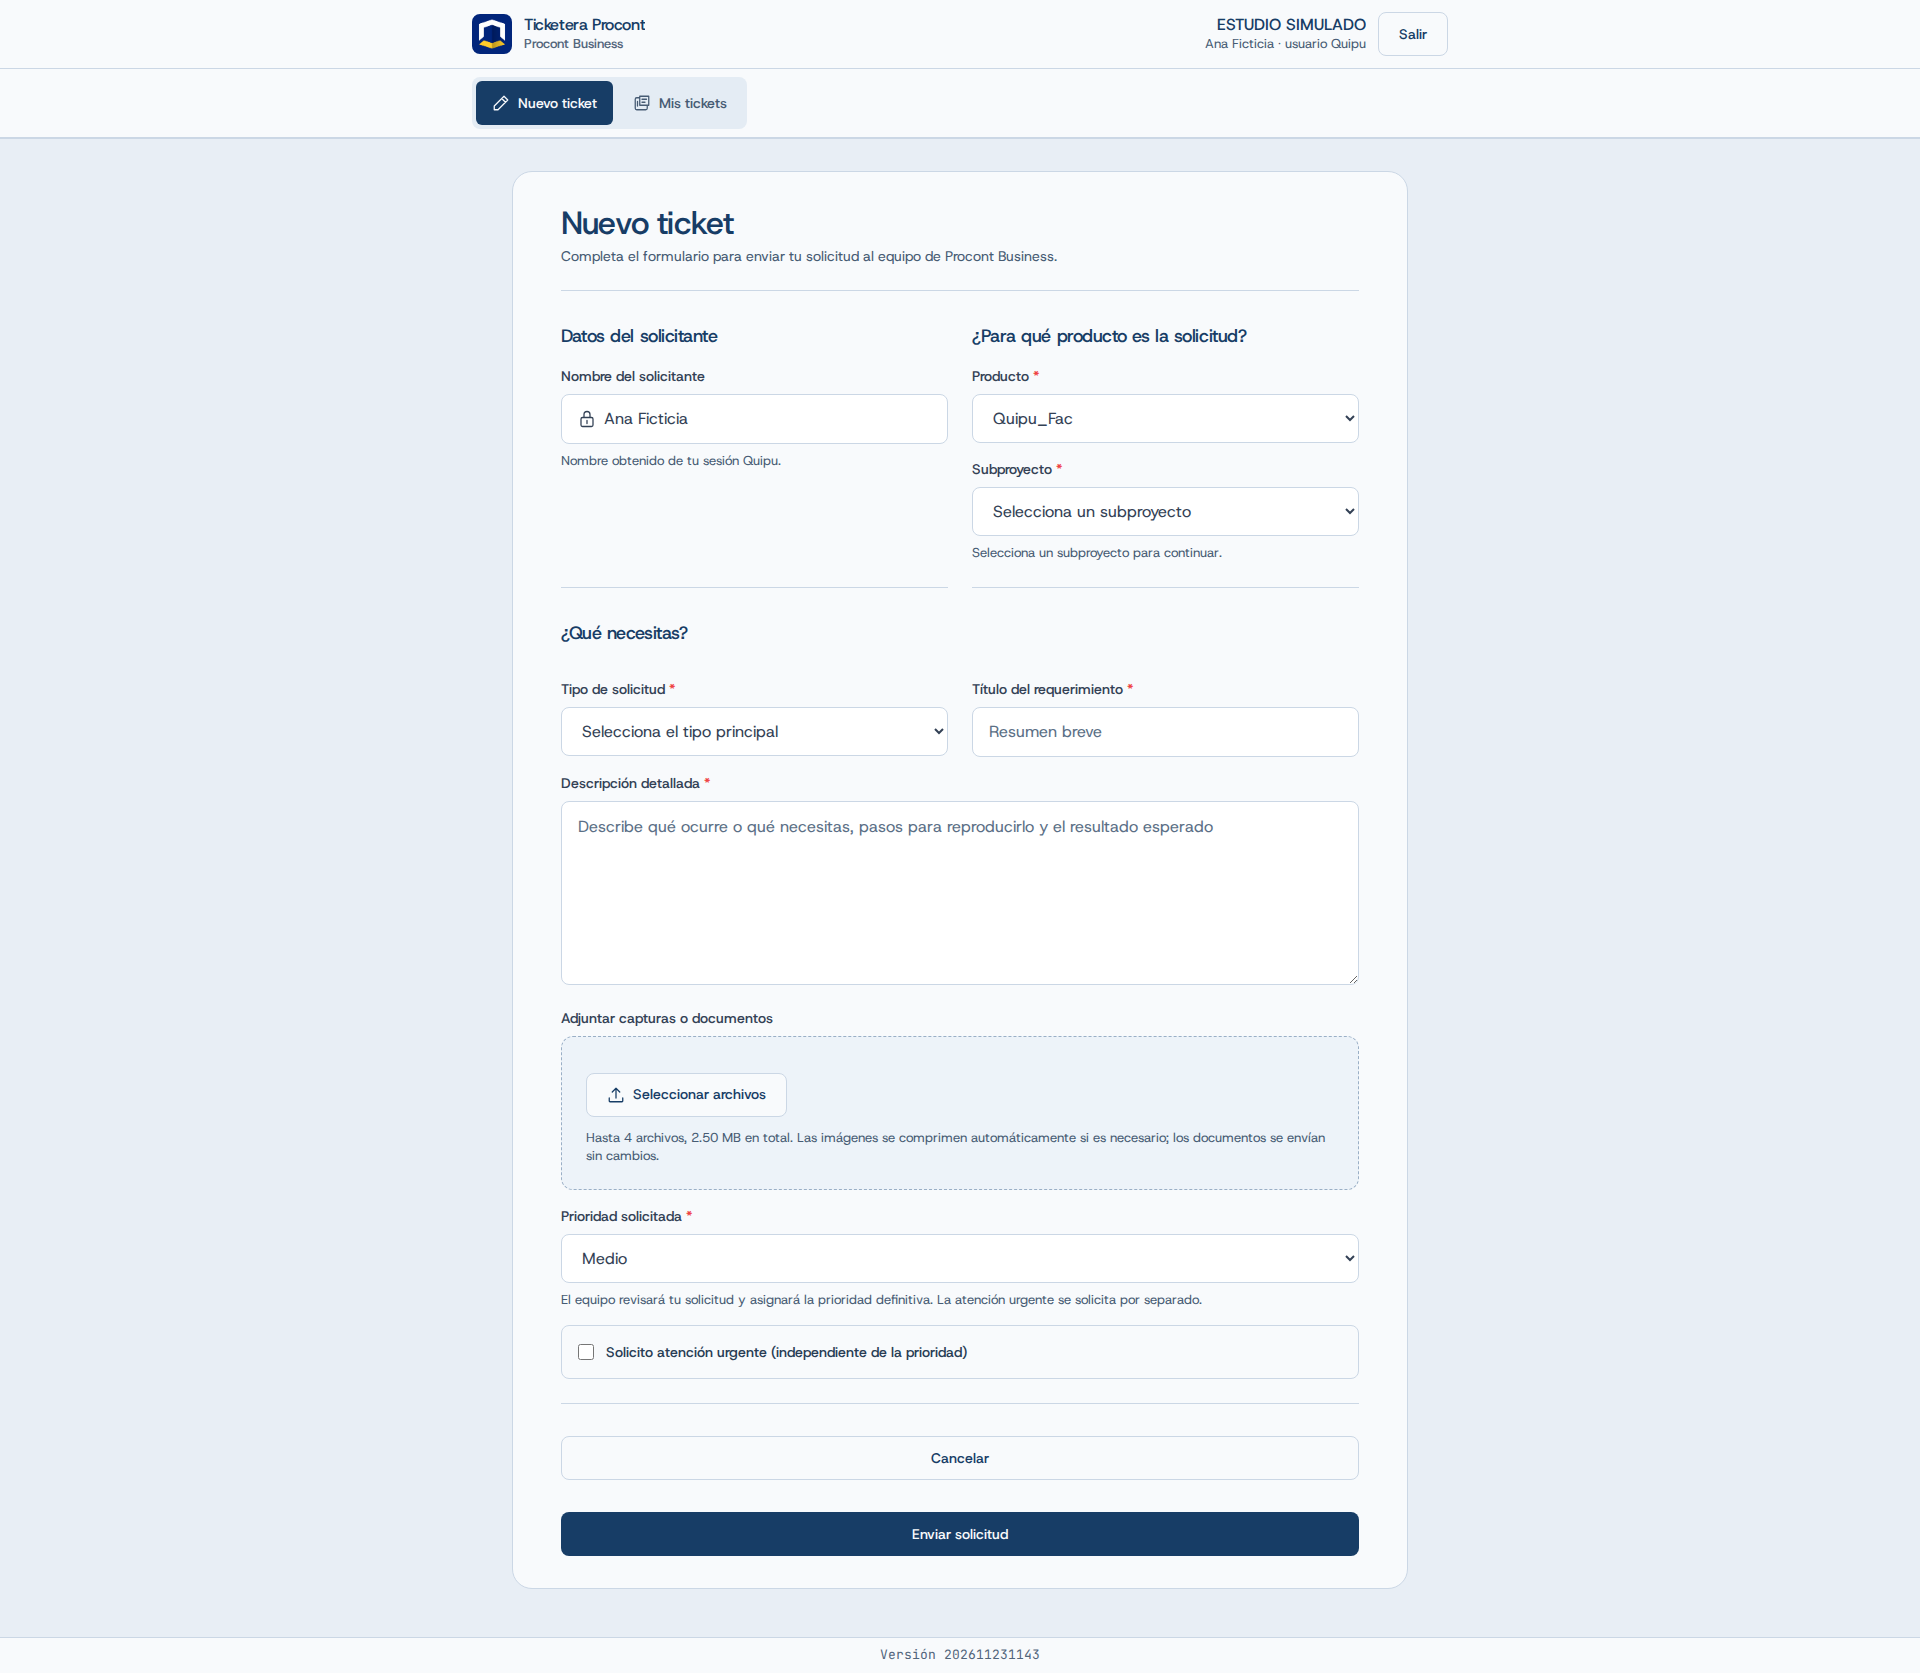 Ticketera Procont
Procont Business
ESTUDIO SIMULADO
Ana Ficticia · usuario Quipu
Salir
Nuevo ticket
Mis tickets
Nuevo ticket
Completa el formulario para enviar tu solicitud al equipo de Procont Business.
Datos del solicitante
Nombre del solicitante
Ana Ficticia
Nombre obtenido de tu sesión Quipu.
¿Para qué producto es la solicitud?
Producto *
Quipu_Fac
Subproyecto *
Selecciona un subproyecto
Selecciona un subproyecto para continuar.
¿Qué necesitas?
Tipo de solicitud *
Selecciona el tipo principal
Título del requerimiento *
Resumen breve
Descripción detallada *
Describe qué ocurre o qué necesitas, pasos para reproducirlo y el resultado esperado
Adjuntar capturas o documentos
Seleccionar archivos
Hasta 4 archivos, 2.50 MB en total. Las imágenes se comprimen automáticamente si es necesario; los documentos se envían
sin cambios.
Prioridad solicitada *
Medio
El equipo revisará tu solicitud y asignará la prioridad definitiva. La atención urgente se solicita por separado.
Solicito atención urgente (independiente de la prioridad)
Cancelar
Enviar solicitud
Versión 202611231143